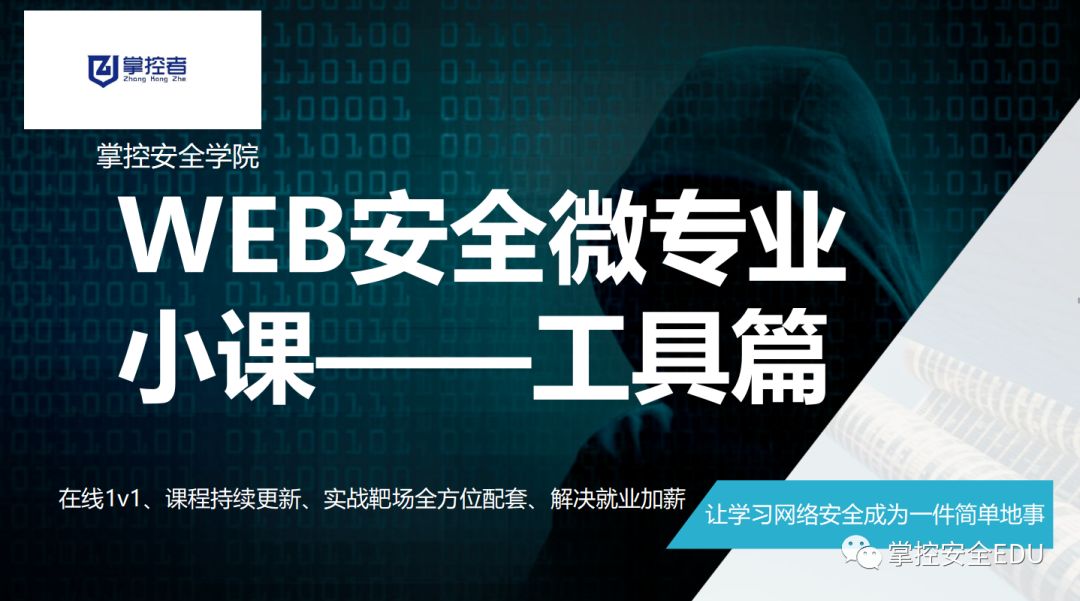 掌控者
Zhang Kong Zhe
掌控安全学院
WEB安全微专业
小课——工具篇
在线1v1、课程持续更新、实战靶场全方位配套、解决就业加薪
让学习网络安全成为一件简单地事
掌控安全EDU